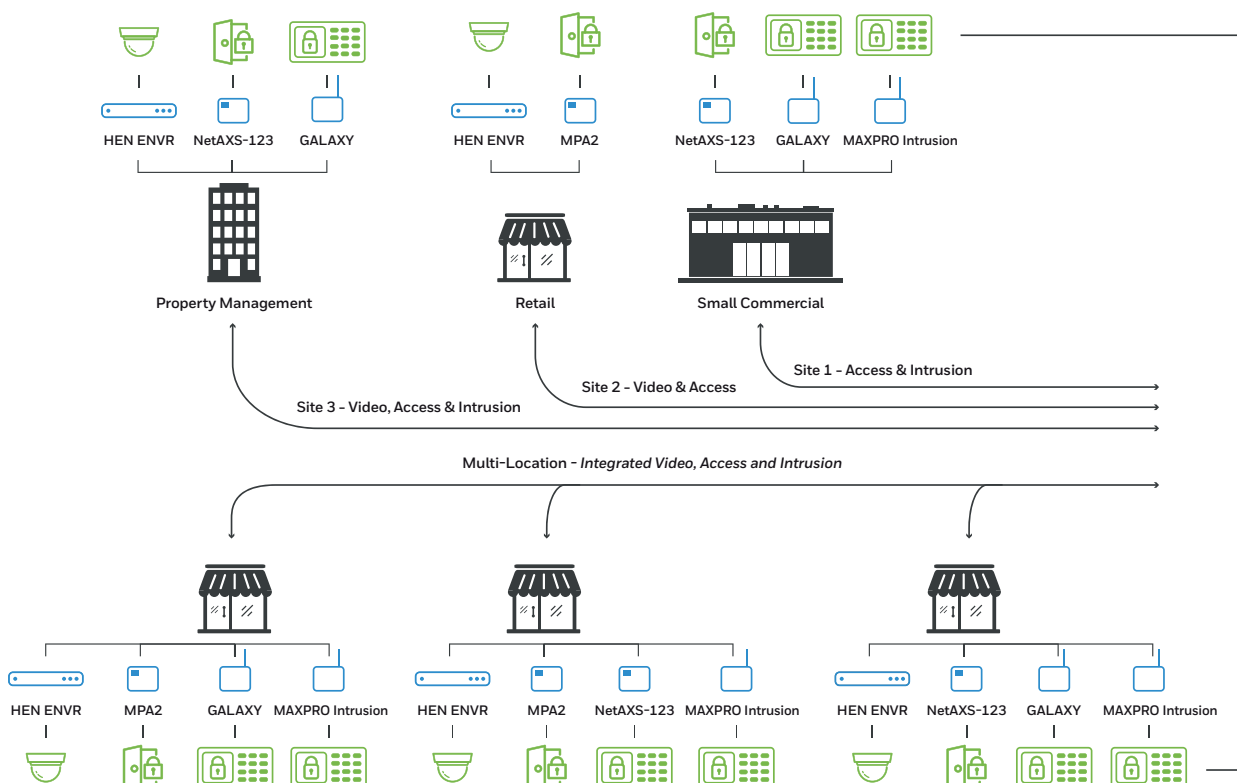 HEN ENVR NetAXS-123 GALAXY
HEN ENVR MPA2
NetAXS-123 GALAXY MAXPRO Intrusion
Property Management
Retail
Small Commercial
Site 1 - Access & Intrusion
Site 2 - Video & Access
Site 3 - Video, Access & Intrusion
Multi-Location - Integrated Video, Access and Intrusion
HEN ENVR MPA2 GALAXY MAXPRO Intrusion
HEN ENVR MPA2 NetAXS-123 MAXPRO Intrusion
HEN ENVR NetAXS-123 GALAXY MAXPRO Intrusion